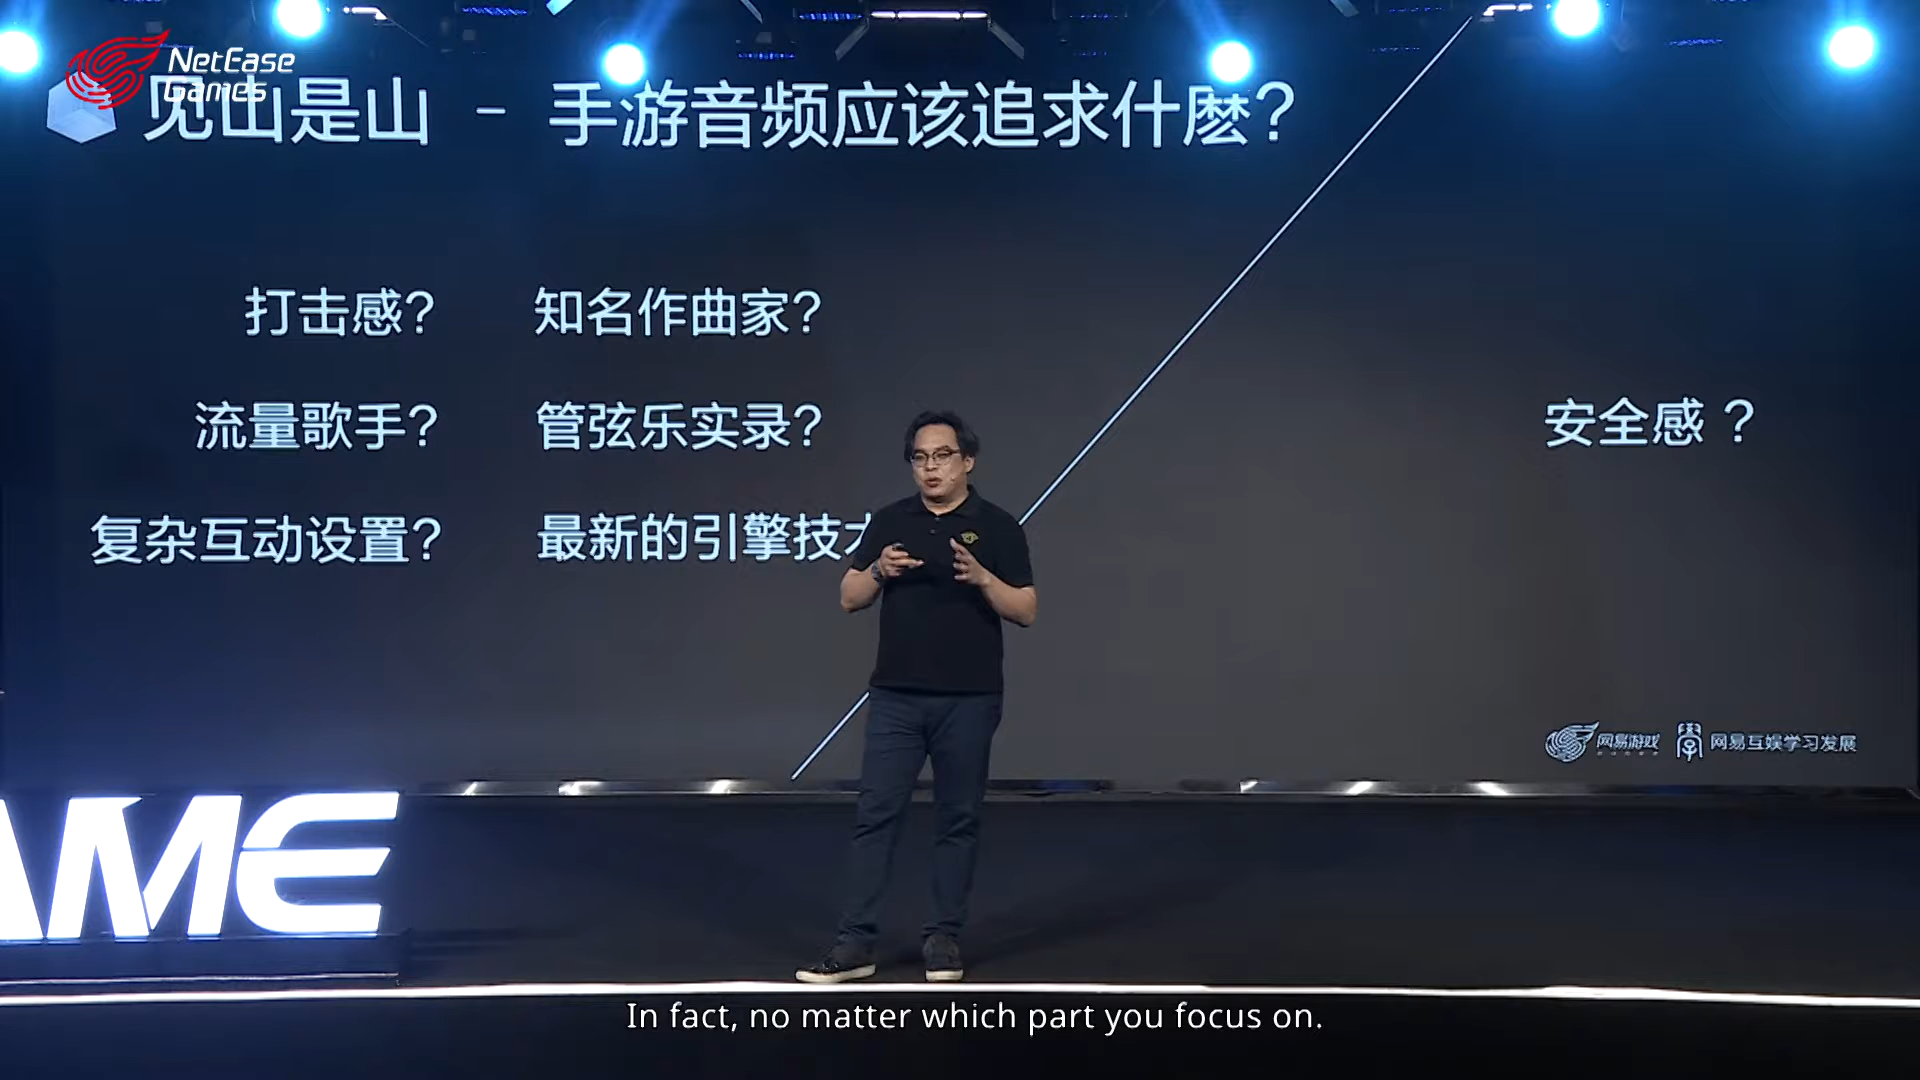 NetEase
Games
见山是山 - 手游音频应该追求什麽?
打击感? 知名作曲家?
流量歌手? 管弦乐实录?
安全感 ?
复杂互动设置? 最新的引擎技术
网易游戏 网易互娱学习发展
AME
In fact, no matter which part you focus on.